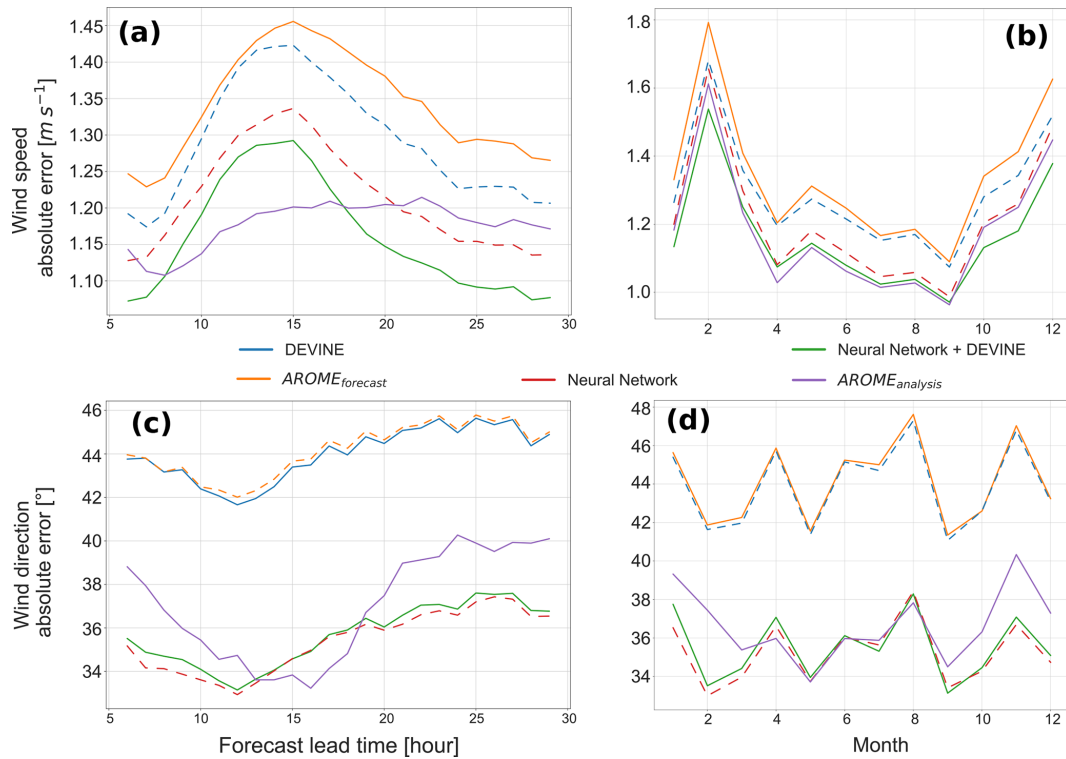 (a)
Wind speed
absolute error [m s⁻¹]
1.45
1.40
1.35
1.30
1.25
1.20
1.15
1.10
5 10 15 20 25 30
(b)
1.8
1.6
1.4
1.2
1.0
2 4 6 8 10 12
DEVINE
Neural Network + DEVINE
AROME_forecast
Neural Network
AROME_analysis
(c)
Wind direction
absolute error [°]
46
44
42
40
38
36
34
5 10 15 20 25 30
Forecast lead time [hour]
(d)
48
46
44
42
40
38
36
34
2 4 6 8 10 12
Month